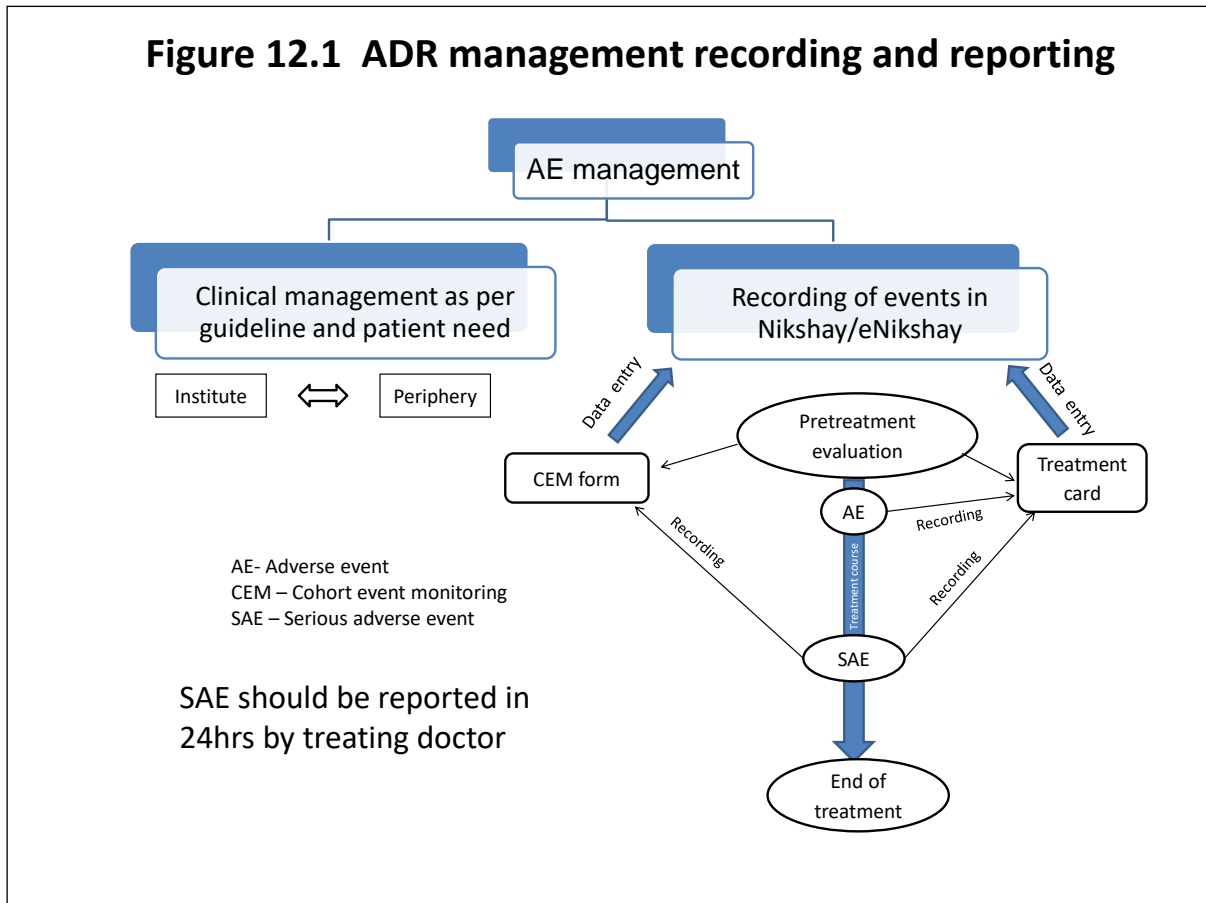 Figure 12.1 ADR management recording and reporting
AE management
Clinical management as per
guideline and patient need
Recording of events in
Nikshay/eNikshay
Institute
Periphery
Data entry
Data entry
Pretreatment
evaluation
CEM form
Treatment
card
AE
Recording
Recording
Recording
Treatment course
AE- Adverse event
CEM – Cohort event monitoring
SAE – Serious adverse event
SAE
SAE should be reported in
24hrs by treating doctor
End of
treatment